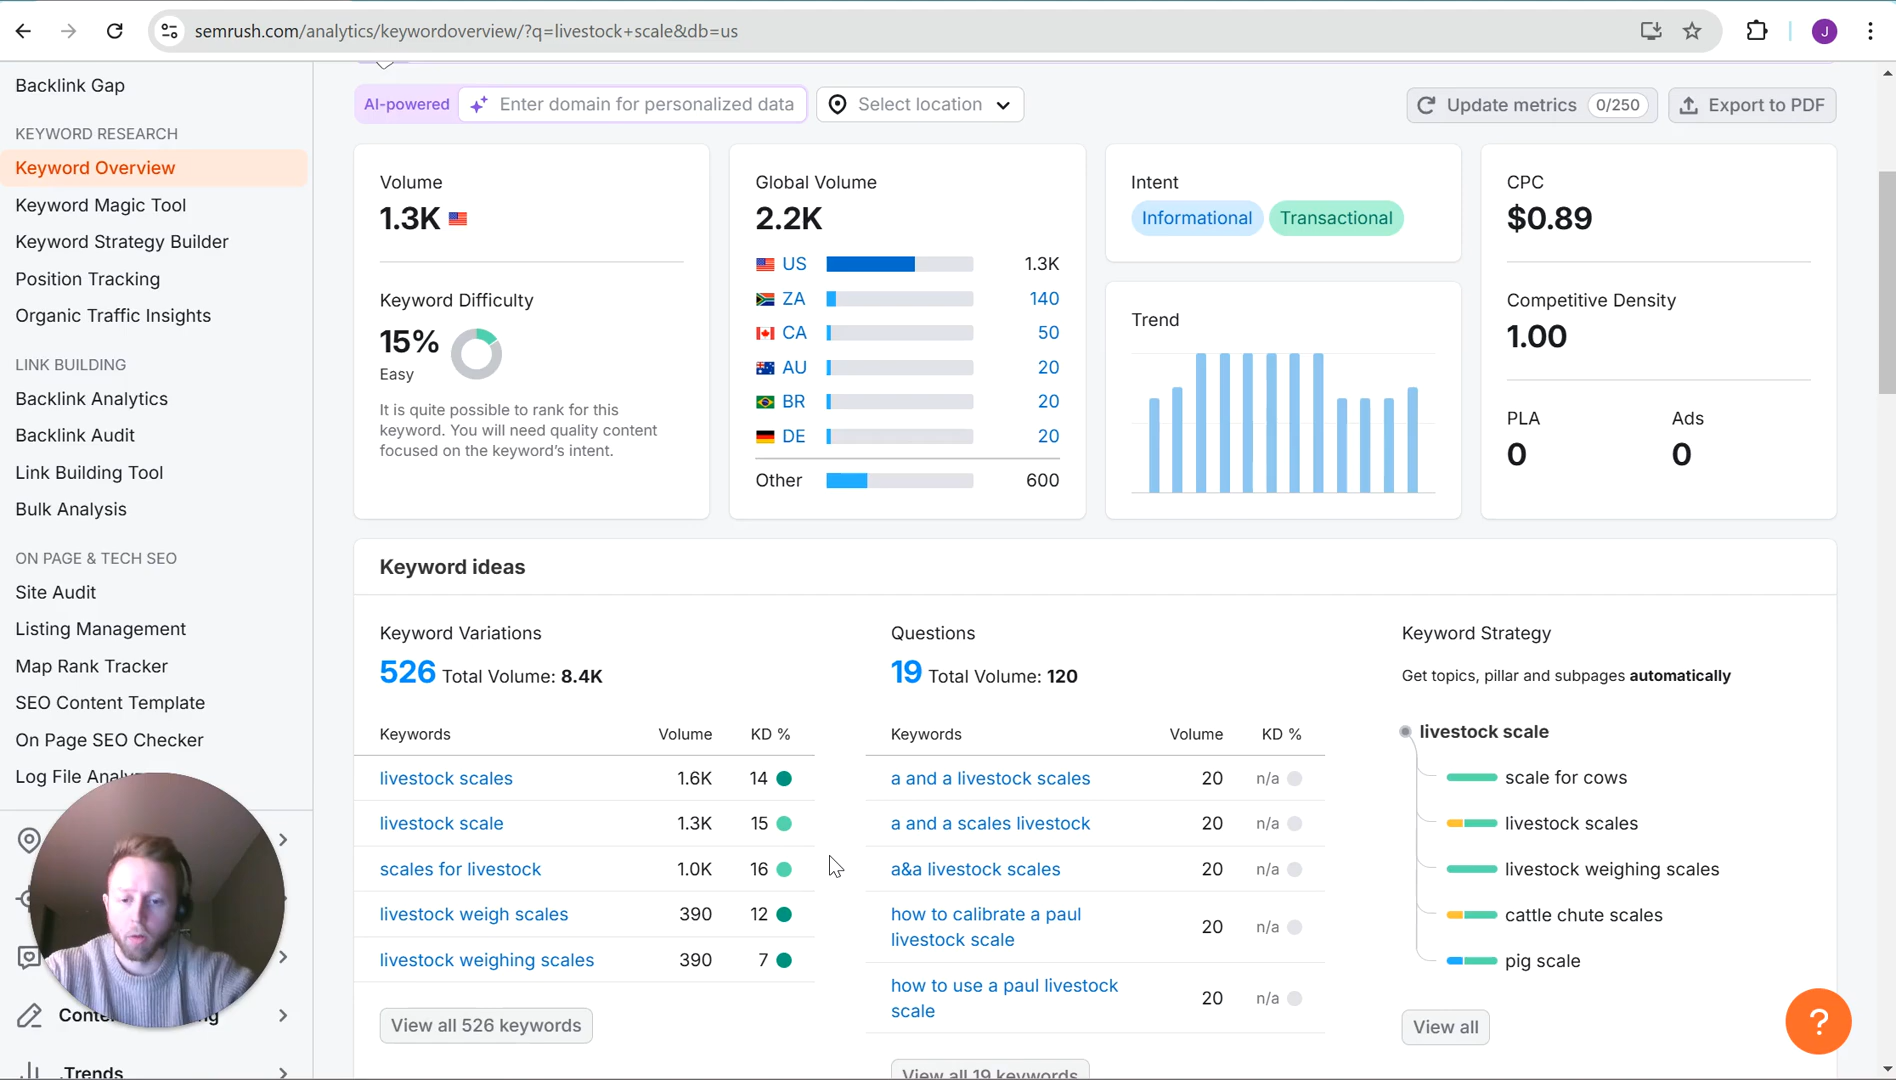 semrush.com/analytics/keywordoverview/?q=livestock+scale&db=us
J
Backlink Gap
KEYWORD RESEARCH
Keyword Overview
Keyword Magic Tool
Keyword Strategy Builder
Position Tracking
Organic Traffic Insights
LINK BUILDING
Backlink Analytics
Backlink Audit
Link Building Tool
Bulk Analysis
ON PAGE & TECH SEO
Site Audit
Listing Management
Map Rank Tracker
SEO Content Template
On Page SEO Checker
Log File
Trends
AI-powered
Enter domain for personalized data
Select location
Update metrics 0/250
Export to PDF
Volume
1.3K
Keyword Difficulty
15%
Easy
It is quite possible to rank for this
keyword. You will need quality content
focused on the keyword's intent.
Global Volume
2.2K
US 1.3K
ZA 140
CA 50
AU 20
BR 20
DE 20
Other 600
Intent
Informational Transactional
Trend
CPC
$0.89
Competitive Density
1.00
PLA Ads
0 0
Keyword ideas
Keyword Variations
526 Total Volume: 8.4K
Keywords Volume KD %
livestock scales 1.6K 14
livestock scale 1.3K 15
scales for livestock 1.0K 16
livestock weigh scales 390 12
livestock weighing scales 390 7
View all 526 keywords
Questions
19 Total Volume: 120
Keywords Volume KD %
a and a livestock scales 20 n/a
a and a scales livestock 20 n/a
a&a livestock scales 20 n/a
how to calibrate a paul
livestock scale 20 n/a
how to use a paul livestock
scale 20 n/a
View all 19 keywords
Keyword Strategy
Get topics, pillar and subpages automatically
livestock scale
scale for cows
livestock scales
livestock weighing scales
cattle chute scales
pig scale
View all
?